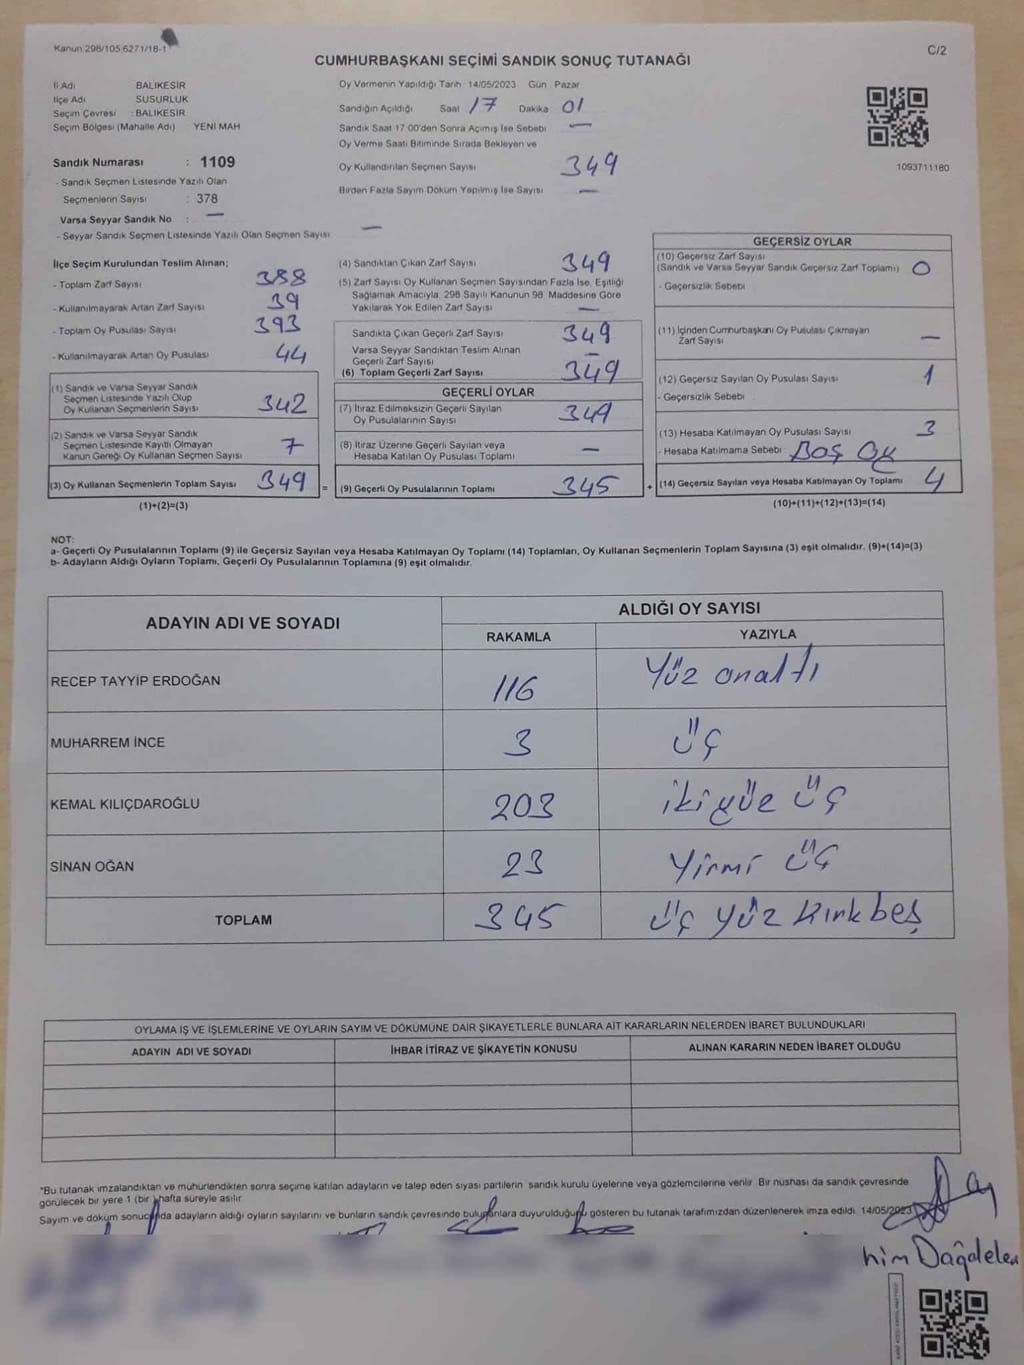 Kanun:298/105,6271/18-1
C/2
CUMHURBAŞKANI SEÇİMİ SANDIK SONUÇ TUTANAĞI
İl Adı BALIKESİR
İlçe Adı SUSURLUK
Seçim Çevresi : BALIKESİR
Seçim Bölgesi (Mahalle Adı) YENİ MAH
Sandık Numarası : 1109
- Sandık Seçmen Listesinde Yazılı Olan
Seçmenlerin Sayısı : 378
Varsa Seyyar Sandık No : —
- Seyyar Sandık Seçmen Listesinde Yazılı Olan Seçmen Sayısı —
Oy Vermenin Yapıldığı Tarih 14/05/2023 Gün Pazar
Sandığın Açıldığı Saat 17 Dakika 01
Sandık Saat 17.00'den Sonra Açımış İse Sebebi —
Oy Verme Saati Bitiminde Sırada Bekleyen ve
Oy Kullandırılan Seçmen Sayısı 349
Birden Fazla Sayım Döküm Yapılmış İse Sayısı —
1093711180
İlçe Seçim Kurulundan Teslim Alınan;
- Toplam Zarf Sayısı 388
- Kullanılmayarak Artan Zarf Sayısı 39
- Toplam Oy Pusulası Sayısı 393
- Kullanılmayarak Artan Oy Pusulası 44
(1) Sandık ve Varsa Seyyar Sandık
Seçmen Listesinde Yazılı Olup
Oy Kullanan Seçmenlerin Sayısı 342
(2) Sandık ve Varsa Seyyar Sandık
Seçmen Listesinde Kayıtlı Olmayan
Kanun Gereği Oy Kullanan Seçmen Sayısı 7
(3) Oy Kullanan Seçmenlerin Toplam Sayısı 349 =
(1)+(2)=(3)
(4) Sandıktan Çıkan Zarf Sayısı 349
(5) Zarf Sayısı Oy Kullanan Seçmen Sayısından Fazla İse, Eşitliği
Sağlamak Amacıyla, 298 Sayılı Kanunun 98. Maddesine Göre
Yakılarak Yok Edilen Zarf Sayısı —
Sandıkta Çıkan Geçerli Zarf Sayısı 349
Varsa Seyyar Sandıktan Teslim Alınan
Geçerli Zarf Sayısı —
(6) Toplam Geçerli Zarf Sayısı 349
GEÇERLİ OYLAR
(7) İtiraz Edilmeksizin Geçerli Sayılan
Oy Pusulalarının Sayısı 349
(8) İtiraz Üzerine Geçerli Sayılan veya
Hesaba Katılan Oy Pusulası Toplamı —
(9) Geçerli Oy Pusulalarının Toplamı 345 +
GEÇERSİZ OYLAR
(10) Geçersiz Zarf Sayısı
(Sandık ve Varsa Seyyar Sandık Geçersiz Zarf Toplamı) 0
- Geçersizlik Sebebi
(11) İçinden Cumhurbaşkanı Oy Pusulası Çıkmayan
Zarf Sayısı —
(12) Geçersiz Sayılan Oy Pusulası Sayısı 1
- Geçersizlik Sebebi
(13) Hesaba Katılmayan Oy Pusulası Sayısı 3
- Hesaba Katılmama Sebebi Boş Oy
(14) Geçersiz Sayılan veya Hesaba Katılmayan Oy Toplamı 4
(10)+(11)+(12)+(13)=(14)
NOT:
a- Geçerli Oy Pusulalarının Toplamı (9) ile Geçersiz Sayılan veya Hesaba Katılmayan Oy Toplamı (14) Toplamları, Oy Kullanan Seçmenlerin Toplam Sayısına (3) eşit olmalıdır. (9)+(14)=(3)
b- Adayların Aldığı Oyların Toplamı, Geçerli Oy Pusulalarının Toplamına (9) eşit olmalıdır.
ADAYIN ADI VE SOYADI ALDIĞI OY SAYISI
RAKAMLA YAZIYLA
RECEP TAYYİP ERDOĞAN 116 Yüz onaltı
MUHARREM İNCE 3 üç
KEMAL KILIÇDAROĞLU 203 ikiyüz üç
SİNAN OĞAN 23 Yirmi üç
TOPLAM 345 üç yüz kırkbeş
OYLAMA İŞ VE İŞLEMLERİNE VE OYLARIN SAYIM VE DÖKÜMÜNE DAİR ŞİKAYETLERLE BUNLARA AİT KARARLARIN NELERDEN İBARET BULUNDUKLARI
ADAYIN ADI VE SOYADI İHBAR İTİRAZ VE ŞİKAYETİN KONUSU ALINAN KARARIN NEDEN İBARET OLDUĞU
*Bu tutanak imzalandıktan ve mühürlendikten sonra seçime katılan adayların ve talep eden siyasi partilerin sandık kurulu üyelerine veya gözlemcilerine verilir. Bir nüshası da sandık çevresinde
görülecek bir yere 1 (bir) hafta süreyle asılır.
Sayım ve döküm sonucunda adayların aldığı oyların sayılarını ve bunların sandık çevresinde bulunanlara duyurulduğunu gösteren bu tutanak tarafımızdan düzenlenerek imza edildi. 14/05/2023
him Dağdelen